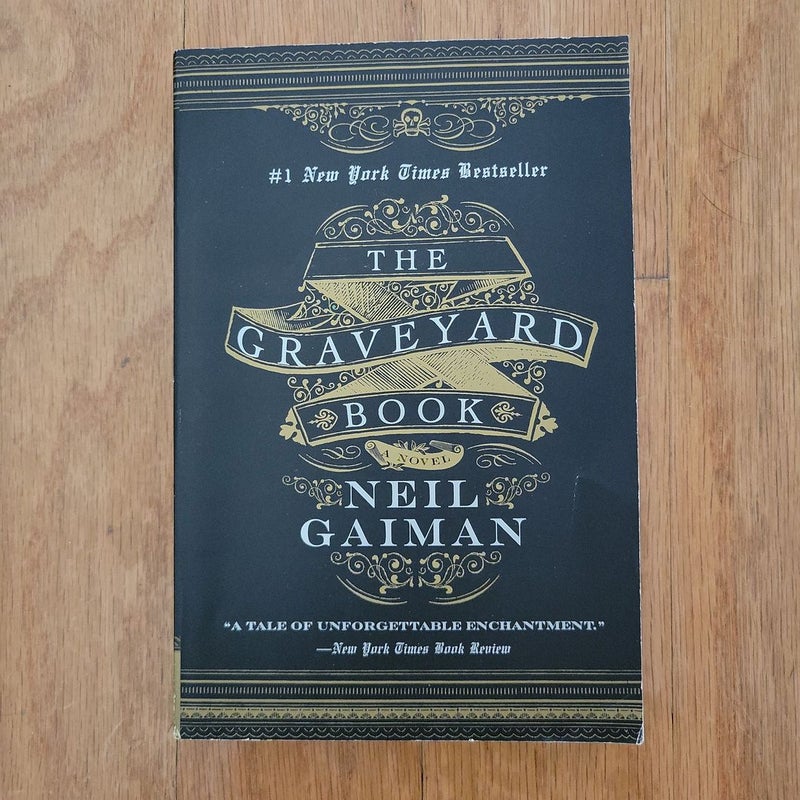 #1 New York Times Bestseller
THE
GRAVEYARD
BOOK
A NOVEL
NEIL
GAIMAN
“A TALE OF UNFORGETTABLE ENCHANTMENT.”
—New York Times Book Review